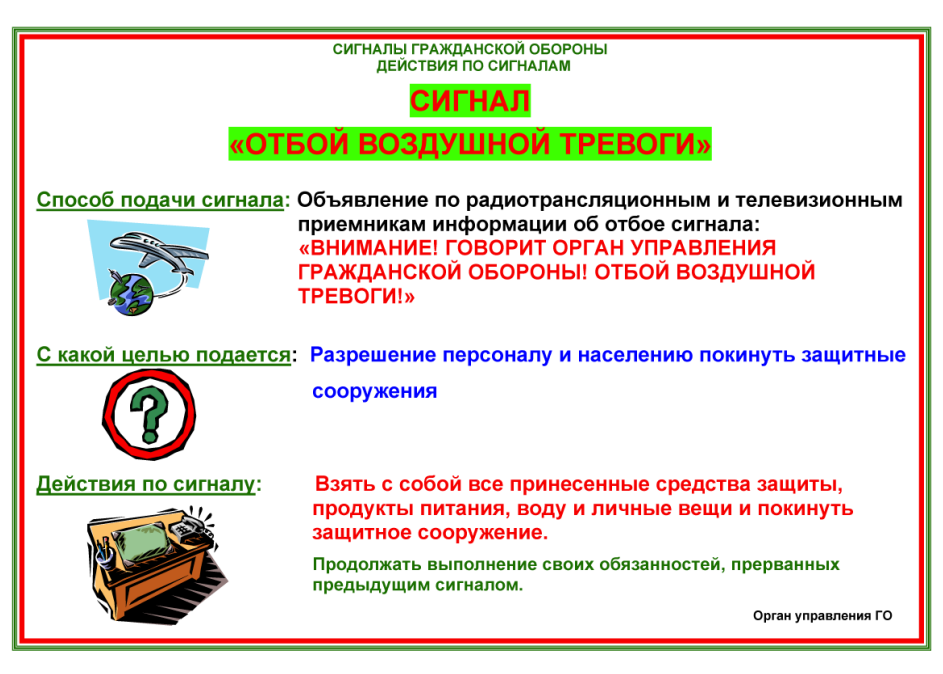 СИГНАЛЫ ГРАЖДАНСКОЙ ОБОРОНЫ
ДЕЙСТВИЯ ПО СИГНАЛАМ
СИГНАЛ
«ОТБОЙ ВОЗДУШНОЙ ТРЕВОГИ»
Способ подачи сигнала: Объявление по радиотрансляционным и телевизионным
приемникам информации об отбое сигнала:
«ВНИМАНИЕ! ГОВОРИТ ОРГАН УПРАВЛЕНИЯ
ГРАЖДАНСКОЙ ОБОРОНЫ! ОТБОЙ ВОЗДУШНОЙ
ТРЕВОГИ!»
С какой целью подается: Разрешение персоналу и населению покинуть защитные
сооружения
Действия по сигналу: Взять с собой все принесенные средства защиты,
продукты питания, воду и личные вещи и покинуть
защитное сооружение.
Продолжать выполнение своих обязанностей, прерванных
предыдущим сигналом.
Орган управления ГО